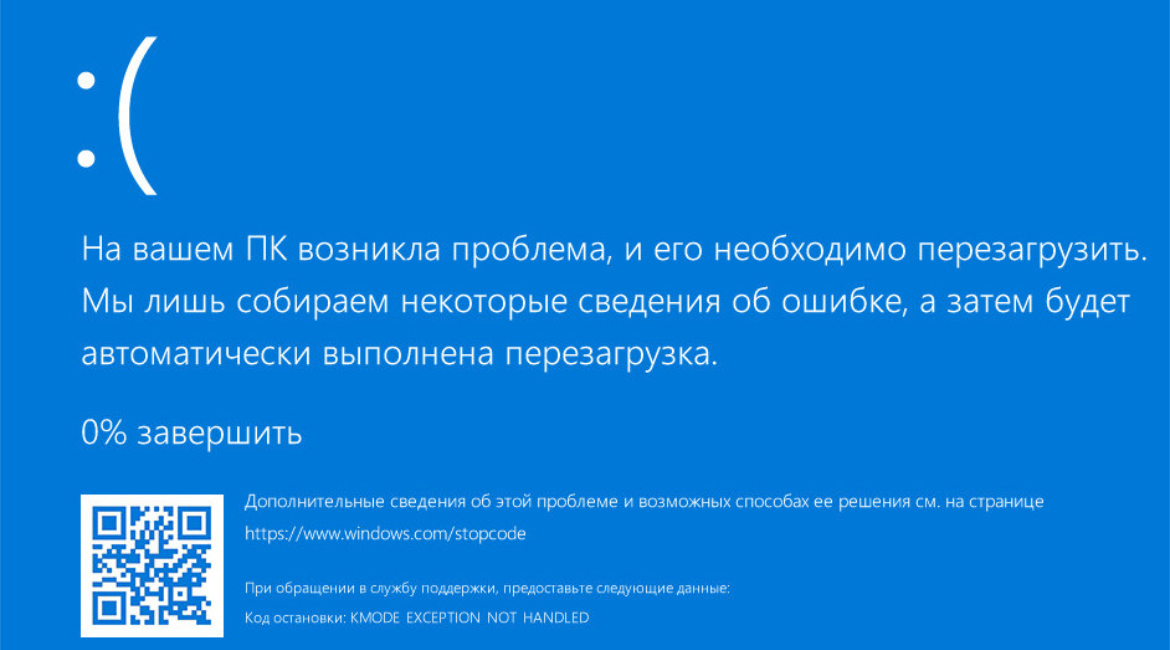 :(
На вашем ПК возникла проблема, и его необходимо перезагрузить.
Мы лишь собираем некоторые сведения об ошибке, а затем будет
автоматически выполнена перезагрузка.
0% завершить
Дополнительные сведения об этой проблеме и возможных способах ее решения см. на странице
https://www.windows.com/stopcode
При обращении в службу поддержки, предоставьте следующие данные:
Код остановки: KMODE EXCEPTION NOT HANDLED